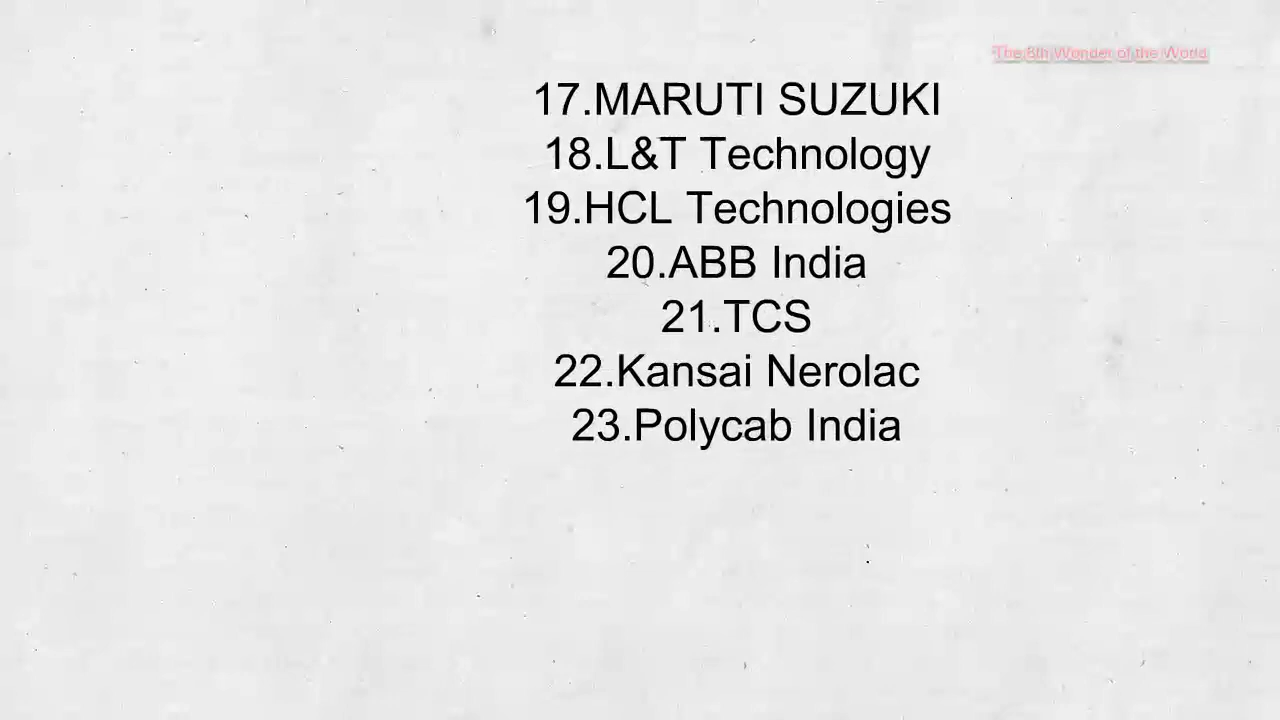 The 8th Wonder of the World
17.MARUTI SUZUKI
18.L&T Technology
19.HCL Technologies
20.ABB India
21.TCS
22.Kansai Nerolac
23.Polycab India